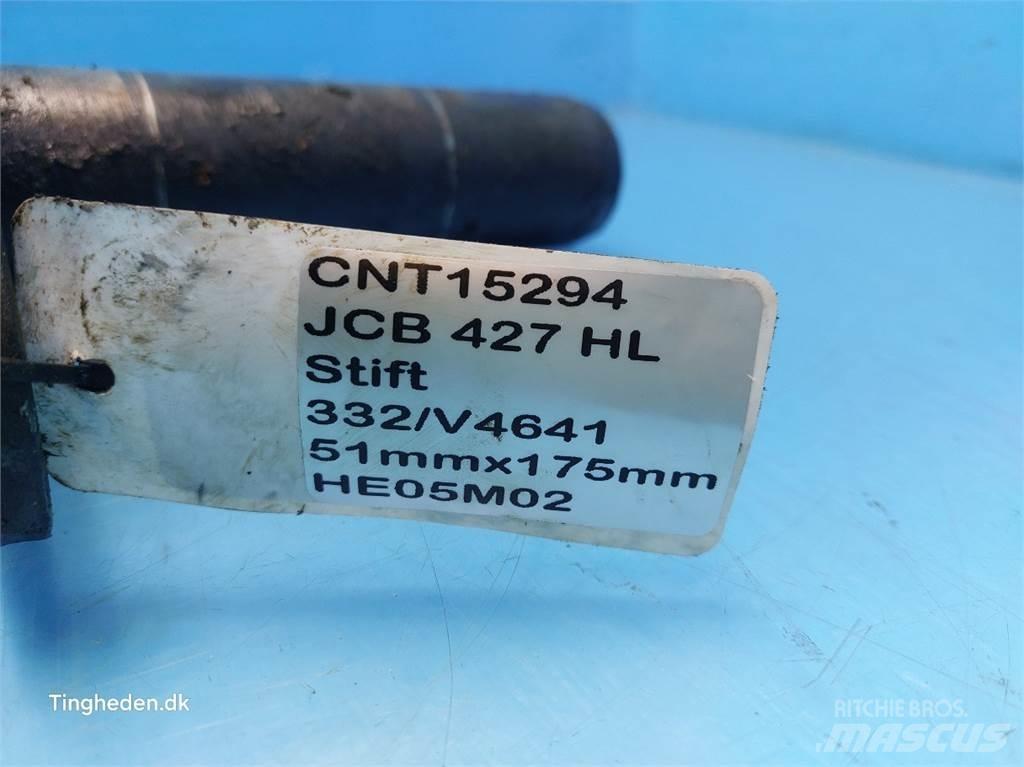 CNT15294
JCB 427 HL
Stift
332/V4641
51mmx175mm
HE05M02
Tingheden.dk
RITCHIE BROS.
MASCUS